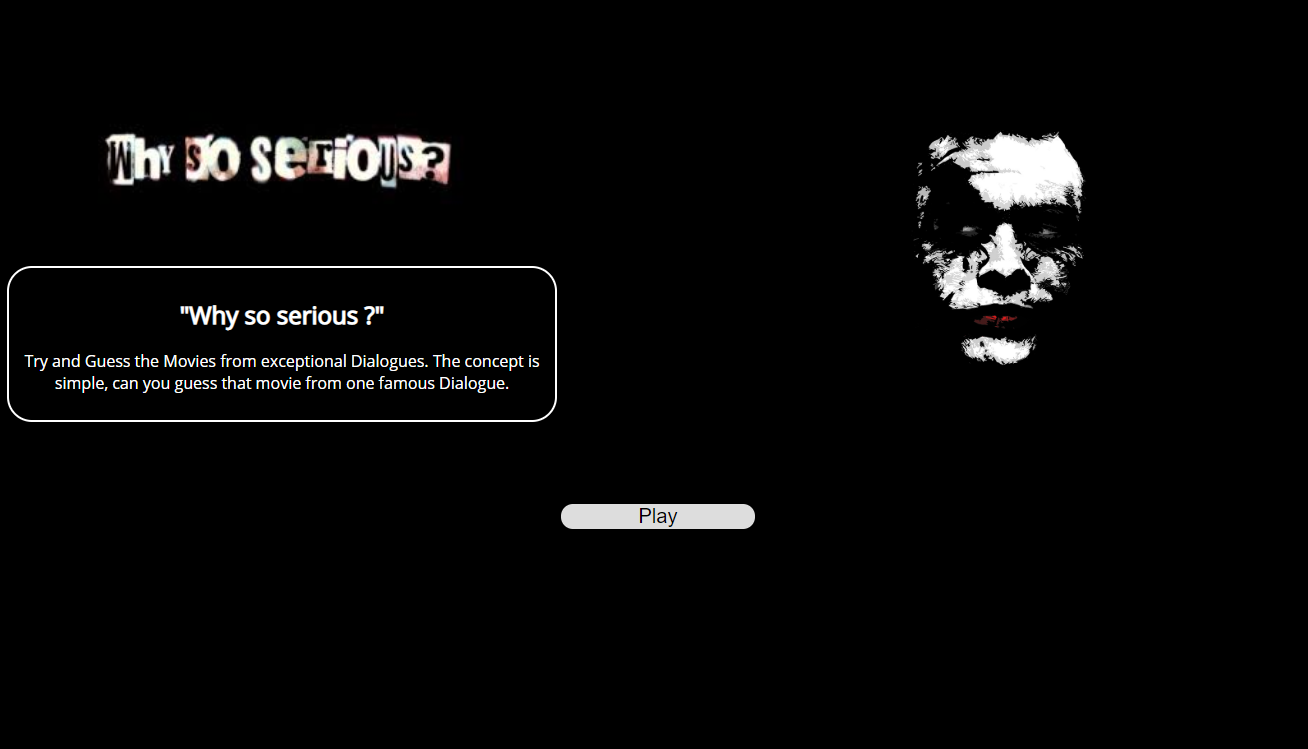 Why so serious?
"Why so serious ?"
Try and Guess the Movies from exceptional Dialogues. The concept is
simple, can you guess that movie from one famous Dialogue.
Play